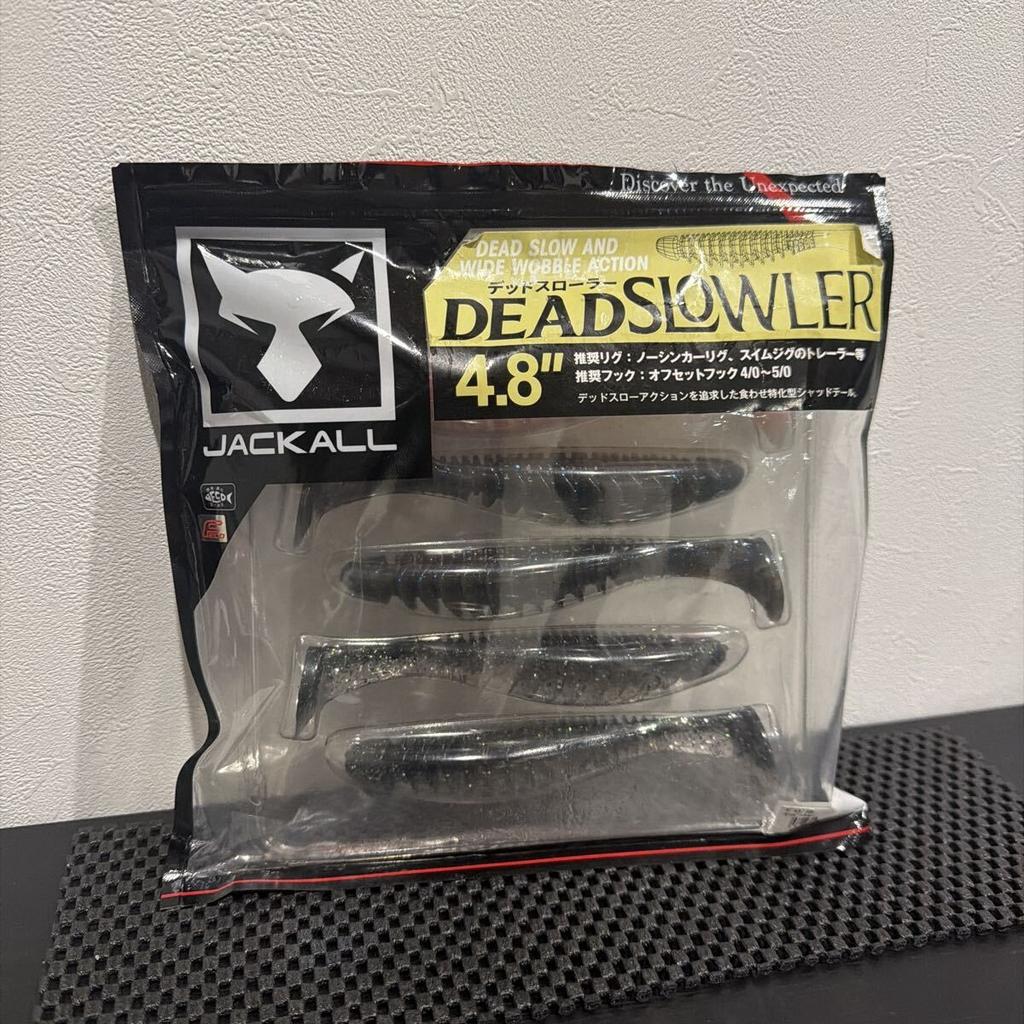 Discover the Unexpected
DEAD SLOW AND
WIDE WOBBLE ACTION
デッドスローラー
DEADSLOWLER
4.8"
推奨リグ：ノーシンカーリグ、スイムジグのトレーラー等
推奨フック：オフセットフック 4/0～5/0
デッドスローアクションを追求した食わせ特化型シャッドテール。
JACKALL